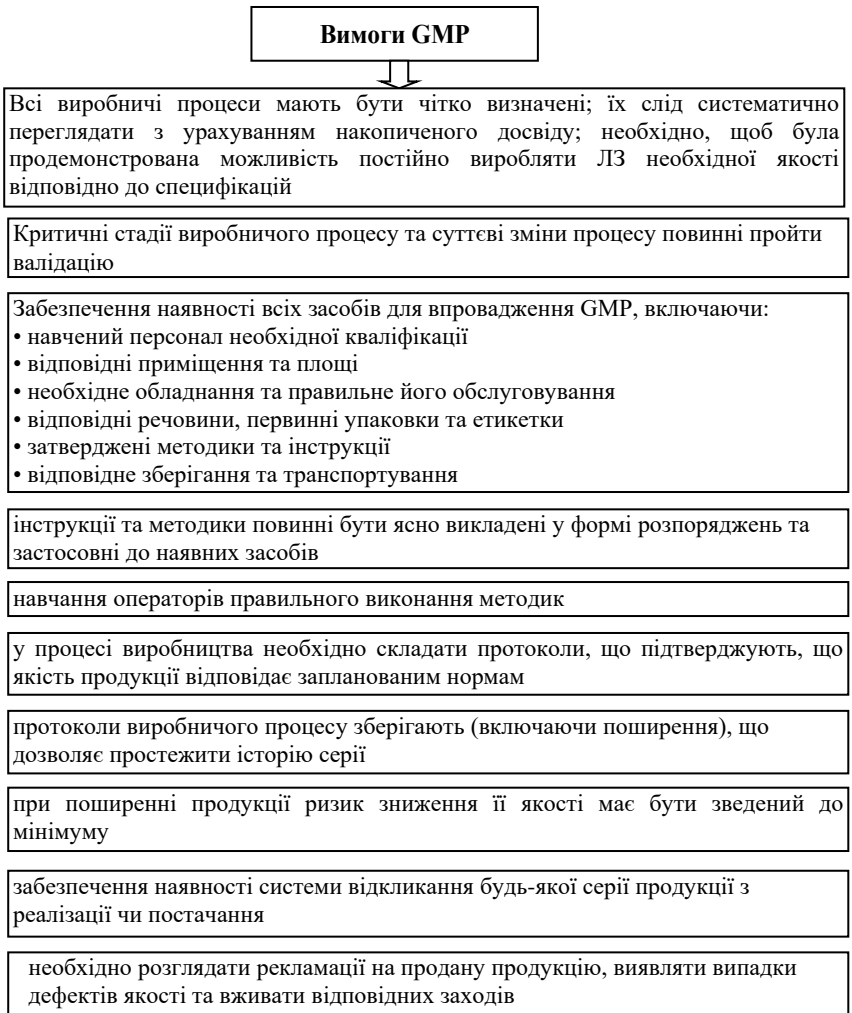 Вимоги GMP
Всі виробничі процеси мають бути чітко визначені; їх слід систематично
переглядати з урахуванням накопиченого досвіду; необхідно, щоб була
продемонстрована можливість постійно виробляти ЛЗ необхідної якості
відповідно до специфікацій
Критичні стадії виробничого процесу та суттєві зміни процесу повинні пройти
валідацію
Забезпечення наявності всіх засобів для впровадження GMP, включаючи:
• навчений персонал необхідної кваліфікації
• відповідні приміщення та площі
• необхідне обладнання та правильне його обслуговування
• відповідні речовини, первинні упаковки та етикетки
• затверджені методики та інструкції
• відповідне зберігання та транспортування
інструкції та методики повинні бути ясно викладені у формі розпоряджень та
застосовні до наявних засобів
навчання операторів правильного виконання методик
у процесі виробництва необхідно складати протоколи, що підтверджують, що
якість продукції відповідає запланованим нормам
протоколи виробничого процесу зберігають (включаючи поширення), що
дозволяє простежити історію серії
при поширенні продукції ризик зниження її якості має бути зведений до
мінімуму
забезпечення наявності системи відкликання будь-якої серії продукції з
реалізації чи постачання
необхідно розглядати рекламації на продану продукцію, виявляти випадки
дефектів якості та вживати відповідних заходів